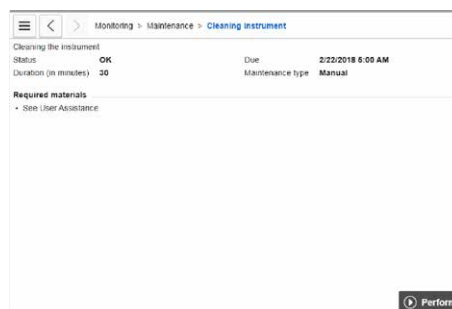 Monitoring > Maintenance > Cleaning instrument
Cleaning the instrument
Status OK Due 2/22/2018 5:00 AM
Duration (in minutes) 30 Maintenance type Manual
Required materials
• See User Assistance
Perform